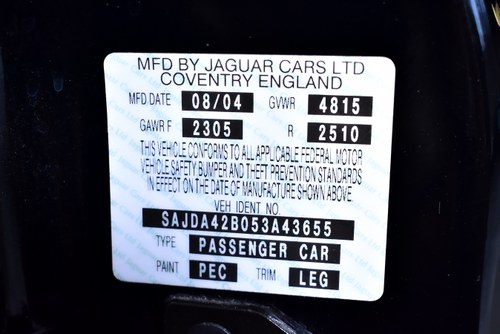 MFD BY JAGUAR CARS LTD
COVENTRY ENGLAND
MFD DATE 08/04 GVWR 4815
GAWR F 2305 R 2510
THIS VEHICLE CONFORMS TO ALL APPLICABLE FEDERAL MOTOR
VEHICLE SAFETY BUMPER AND THEFT PREVENTION STANDARDS
IN EFFECT ON THE DATE OF MANUFACTURE SHOWN ABOVE.
VEH IDENT NO.
SAJDA42B053A43655
TYPE PASSENGER CAR
PAINT PEC TRIM LEG